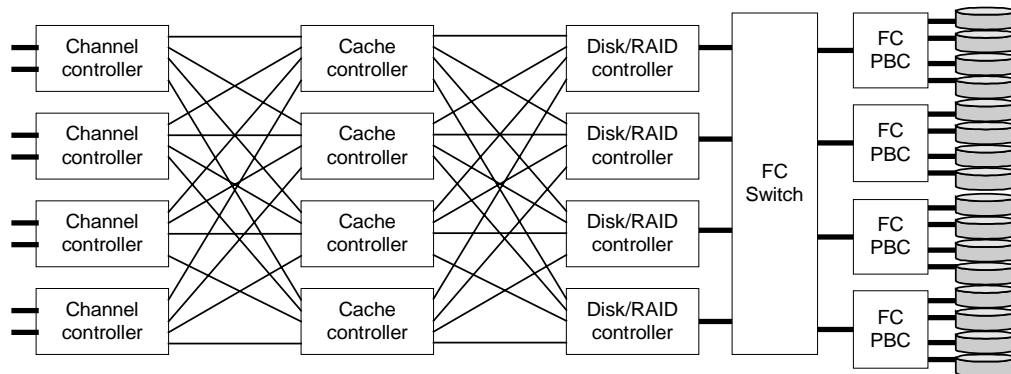 Channel
controller
Cache
controller
Disk/RAID
controller
FC
PBC
Channel
controller
Cache
controller
Disk/RAID
controller
FC
PBC
FC
Switch
Channel
controller
Cache
controller
Disk/RAID
controller
FC
PBC
Channel
controller
Cache
controller
Disk/RAID
controller
FC
PBC